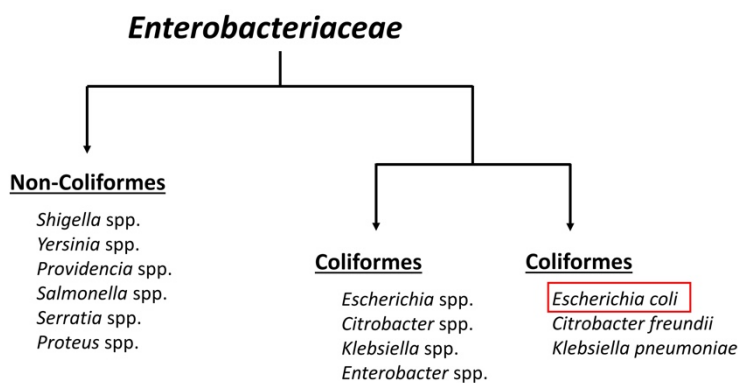 Enterobacteriaceae
Non-Coliformes
Shigella spp.
Yersinia spp.
Providencia spp.
Salmonella spp.
Serratia spp.
Proteus spp.
Coliformes
Escherichia spp.
Citrobacter spp.
Klebsiella spp.
Enterobacter spp.
Coliformes
Escherichia coli
Citrobacter freundii
Klebsiella pneumoniae